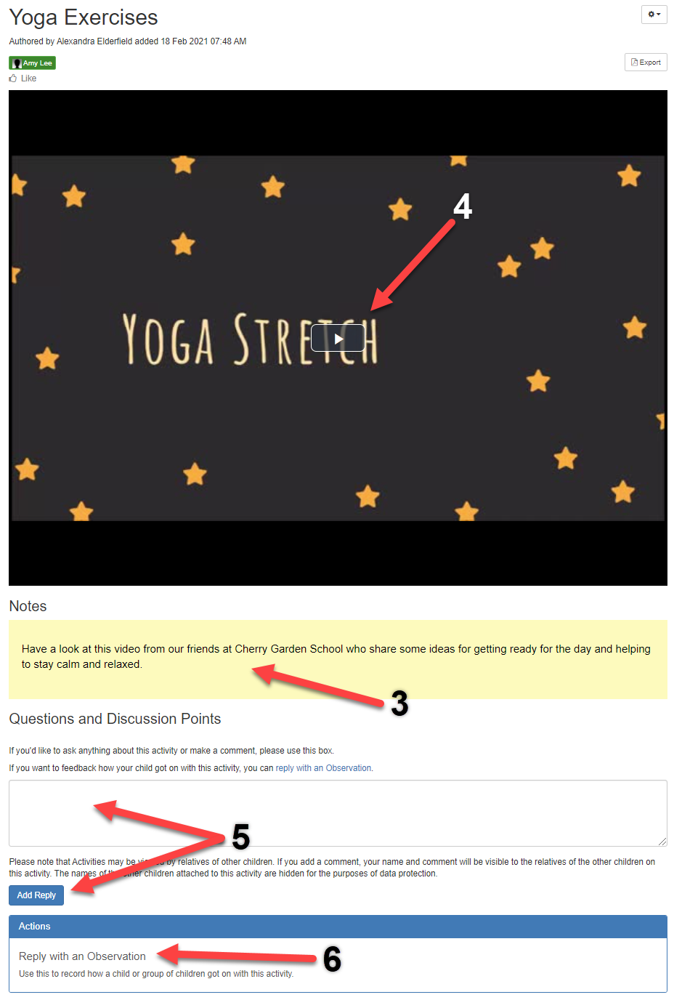 Yoga Exercises
Authored by Alexandra Elderfield added 18 Feb 2021 07:48 AM
Amy Lee
Export
Like
4
YOGA STRETCH
Notes
Have a look at this video from our friends at Cherry Garden School who share some ideas for getting ready for the day and helping
to stay calm and relaxed.
3
Questions and Discussion Points
If you'd like to ask anything about this activity or make a comment, please use this box.
If you want to feedback how your child got on with this activity, you can reply with an Observation.
5
Please note that Activities may be viewed by relatives of other children. If you add a comment, your name and comment will be visible to the relatives of the other children on
this activity. The names of the other children attached to this activity are hidden for the purposes of data protection.
Add Reply
Actions
Reply with an Observation
6
Use this to record how a child or group of children got on with this activity.